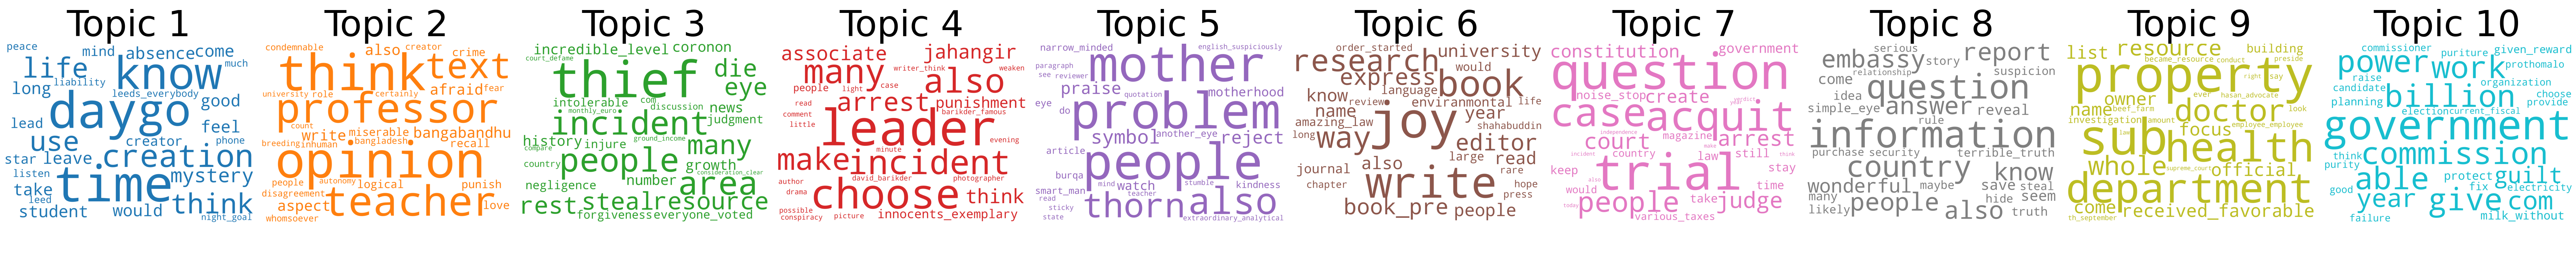 Topic 1
peace
mind absence come
much
life know
liability
long leeds_everybody good
daygo
lead feel
use creator phone
star leave creation
listen mystery
take time think
leed
student would night_goal
Topic 2
condemnable also creator crime
think text
university role certainly afraid fear
professor
count
write miserable bangabandhu
breeding inhuman bangladesh recall
opinion
people autonomy logical punish
disagreement
aspect teacher love
whomsoever
Topic 3
incredible_level coronon
court_defame
thief die
eye
intolerable com discussion news
monthly_euro judgment
incident
history injure ground_income many
compare
country people growth
consideration_clear
negligence number area
rest steal resource
forgiveness everyone_voted
Topic 4
associate jahangir
writer_think weaken
many also
people light case
read arrest punishment
comment barikder_famous
little leader evening
minute
make incident
david_barikder photographer
author
drama choose think
possible
conspiracy picture innocents_exemplary
Topic 5
narrow_minded english_suspiciously
mother
paragraph
see reviewer
praise quotation motherhood
eye do problem
symbol another_eye reject
article people
burqa
mind watch stumble kindness
smart_man teacher
read thorn also
sticky
state extraordinary_analytical
Topic 6
order_started university
research would
express book
language
know review environmantal life
name joy year
amazing_law shahabuddin
long way editor
also large read
journal write rare
chapter hope
press
book_pre people
Topic 7
constitution government
question
noise_stop create
case acquit
independence magazine arrest
court country law still think
incident make
keep trial stay
also
would time
people take judge
today various_taxes
Topic 8
serious
embassy report
relationship story suspicion
come question
idea
simple_eye answer reveal
rule
information
purchase security terrible_truth
country know
wonderful maybe save steal
many hide seem
likely people also truth
Topic 9
list resource building
became_resource conduct preside
property
right say
ever hasan_advocate
owner doctor
name beef_farm look
investigation amount focus employee_employee
sub health
law
whole supreme_court official
department
come received_favorable
th_september
Topic 10
commissioner puriture given_reward
power work prothomalo
raise organization
candidate billion choose
planning provide
election current_fiscal
government
think commission
purity protect
able guilt
fix electricity
good year give com
failure milk_without